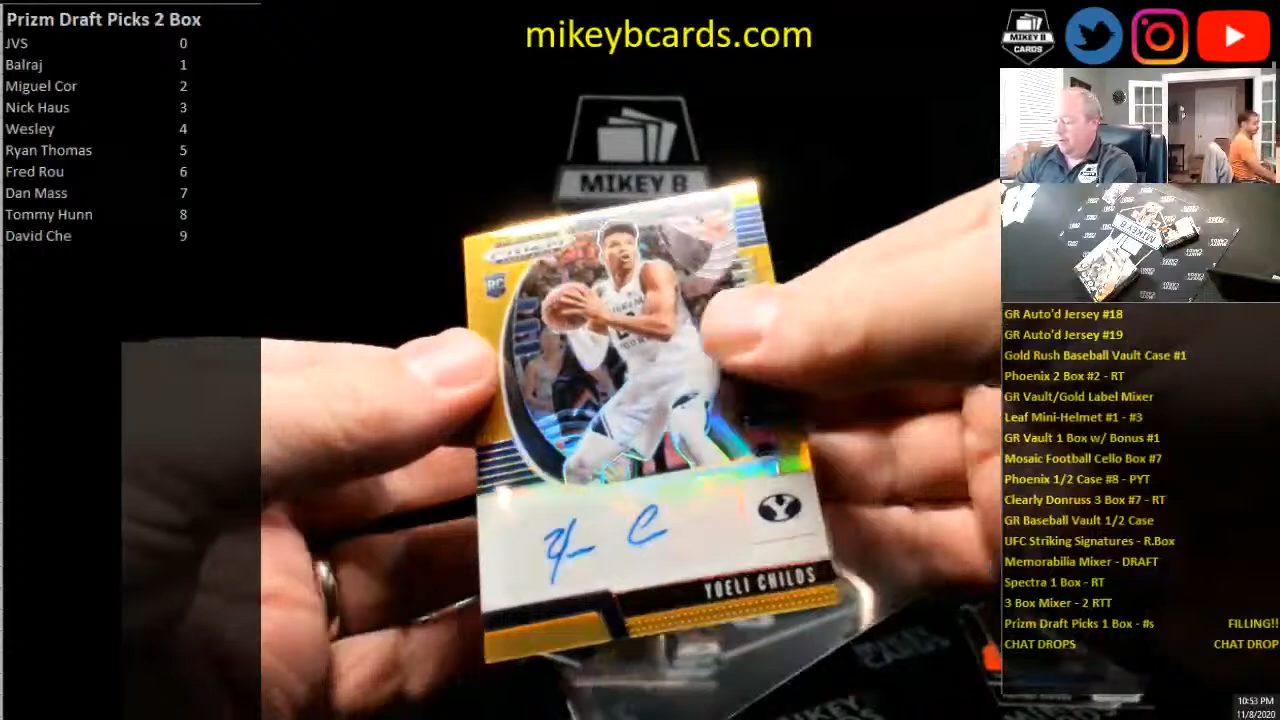 Prizm Draft Picks 2 Box
JVS 0
Balraj 1
Miguel Cor 2
Nick Haus 3
Wesley 4
Ryan Thomas 5
Fred Rou 6
Dan Mass 7
Tommy Hunn 8
David Che 9
mikeybcards.com
MIKEY B
CARDS
MIKEY B
PRIZM
RC
Y
YOELI CHILDS
GR Auto'd Jersey #18
GR Auto'd Jersey #19
Gold Rush Baseball Vault Case #1
Phoenix 2 Box #2 - RT
GR Vault/Gold Label Mixer
Leaf Mini-Helmet #1 - #3
GR Vault 1 Box w/ Bonus #1
Mosaic Football Cello Box #7
Phoenix 1/2 Case #8 - PYT
Clearly Donruss 3 Box #7 - RT
GR Baseball Vault 1/2 Case
UFC Striking Signatures - R.Box
Memorabilia Mixer - DRAFT
Spectra 1 Box - RT
3 Box Mixer - 2 RTT
Prizm Draft Picks 1 Box - #s FILLING!!
CHAT DROPS CHAT DROP
10:53 PM
11/8/2020